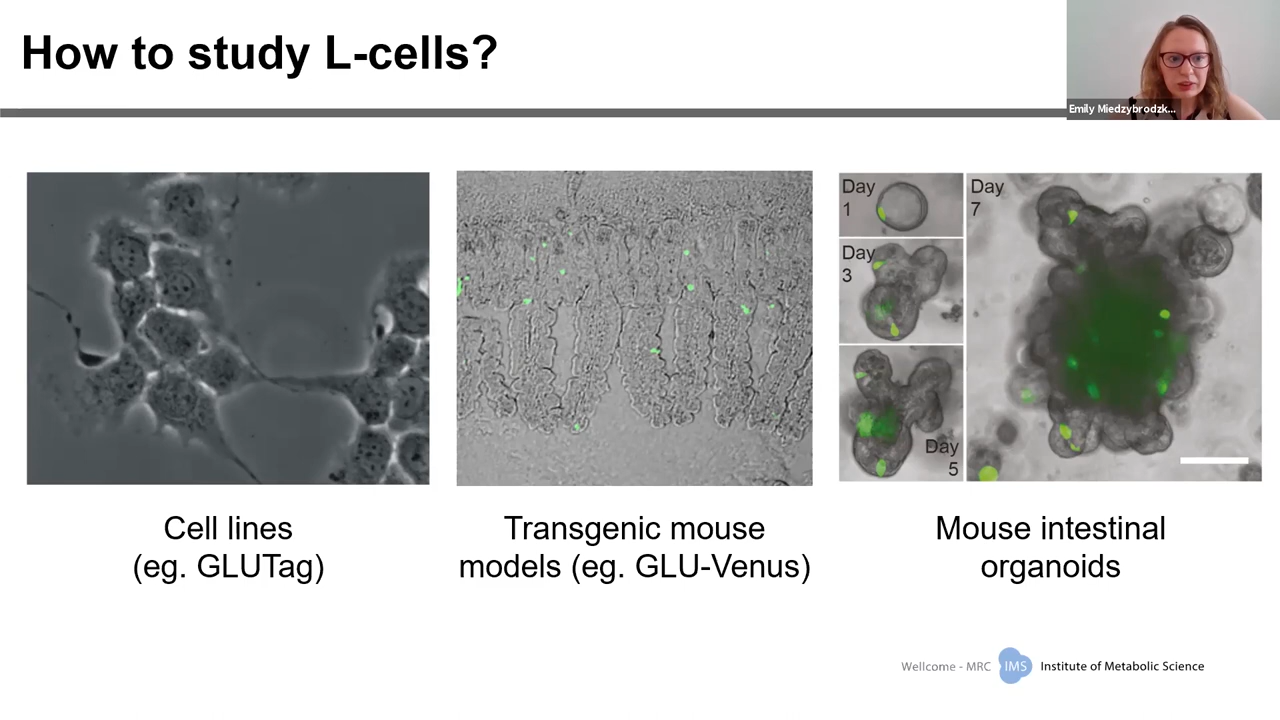 How to study L-cells?
Emily Miedzybrodzk...
Day
1
Day
3
Day
5
Day
7
Cell lines
(eg. GLUTag)
Transgenic mouse
models (eg. GLU-Venus)
Mouse intestinal
organoids
Wellcome - MRC IMS Institute of Metabolic Science